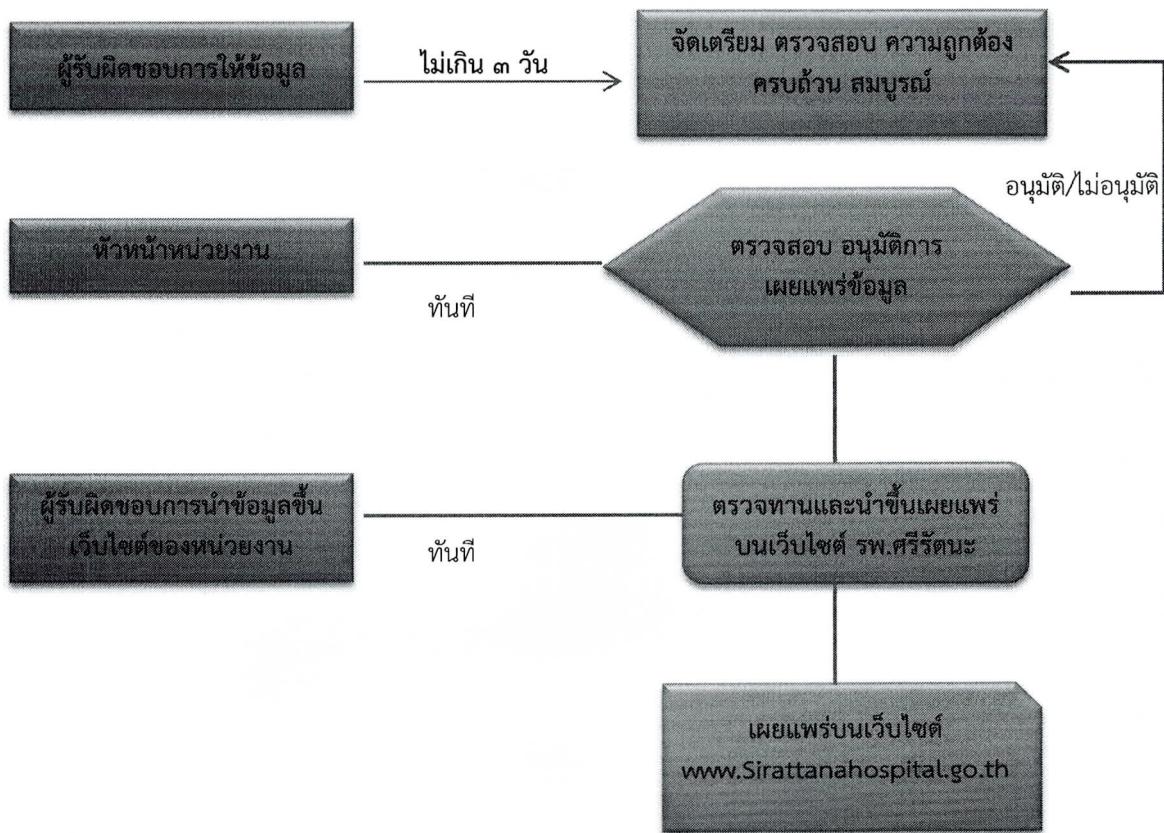 ผู้รับผิดชอบการให้ข้อมูล
ไม่เกิน ๓ วัน
จัดเตรียม ตรวจสอบ ความถูกต้อง
ครบถ้วน สมบูรณ์
อนุมัติ/ไม่อนุมัติ
หัวหน้าหน่วยงาน
ทันที
ตรวจสอบ อนุมัติการ
เผยแพร่ข้อมูล
ผู้รับผิดชอบการนำข้อมูลขึ้น
เว็บไซต์ของหน่วยงาน
ทันที
ตรวจทานและนำขึ้นเผยแพร่
บนเว็บไซต์ รพ.ศรีรัตนะ
เผยแพร่บนเว็บไซต์
www.Sirattanahospital.go.th